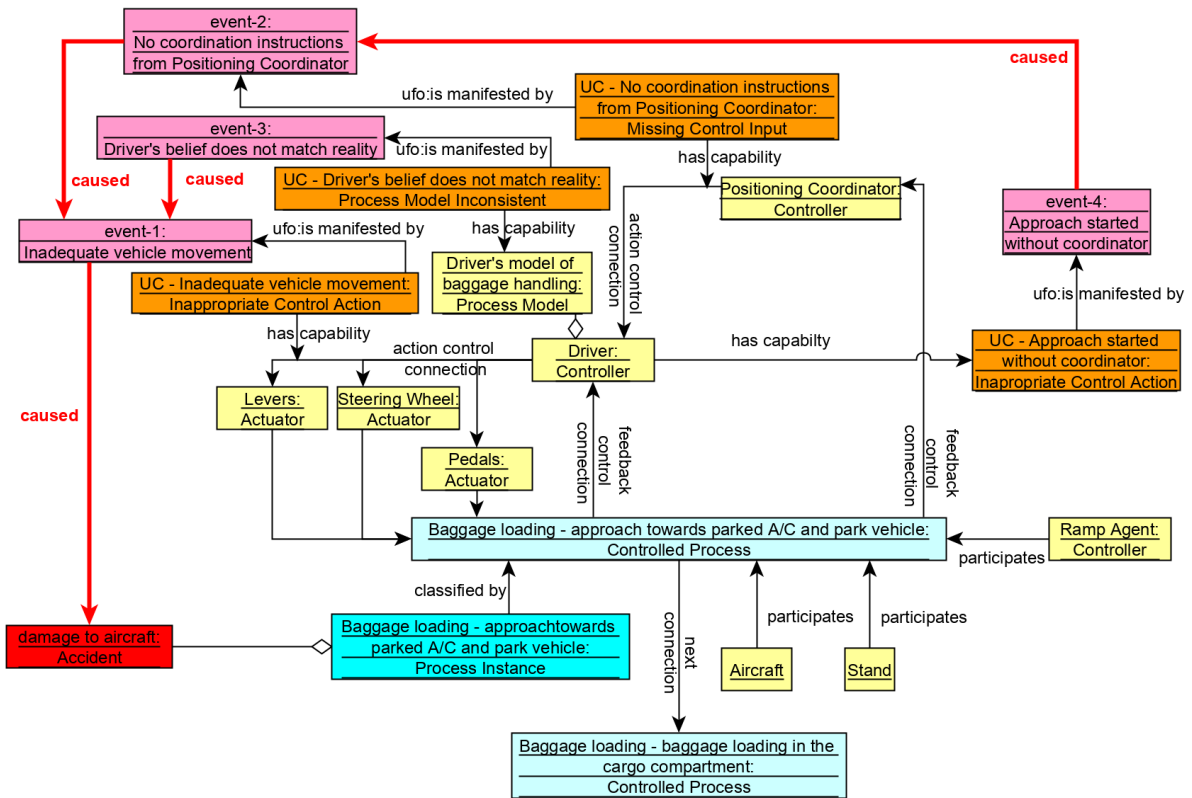 event-2:
No coordination instructions
from Positioning Coordinator
caused
ufo:is manifested by
UC - No coordination instructions
from Positioning Coordinator:
Missing Control Input
event-3:
Driver's belief does not match reality
ufo:is manifested by
has capability
caused
caused
UC - Driver's belief does not match reality:
Process Model Inconsistent
Positioning Coordinator:
Controller
event-4:
Approach started
without coordinator
event-1:
Inadequate vehicle movement
ufo:is manifested by
has capability
action control
connection
UC - Inadequate vehicle movement:
Inappropriate Control Action
Driver's model of
baggage handling:
Process Model
ufo:is manifested by
has capability
action control
connection
Driver:
Controller
has capabilty
UC - Approach started
without coordinator:
Inapropriate Control Action
caused
Levers:
Actuator
Steering Wheel:
Actuator
Pedals:
Actuator
feedback
control
connection
feedback
control
connection
Baggage loading - approach towards parked A/C and park vehicle:
Controlled Process
Ramp Agent:
Controller
participates
classified by
participates
participates
damage to aircraft:
Accident
Baggage loading - approachtowards
parked A/C and park vehicle:
Process Instance
next
connection
Aircraft
Stand
Baggage loading - baggage loading in the
cargo compartment:
Controlled Process